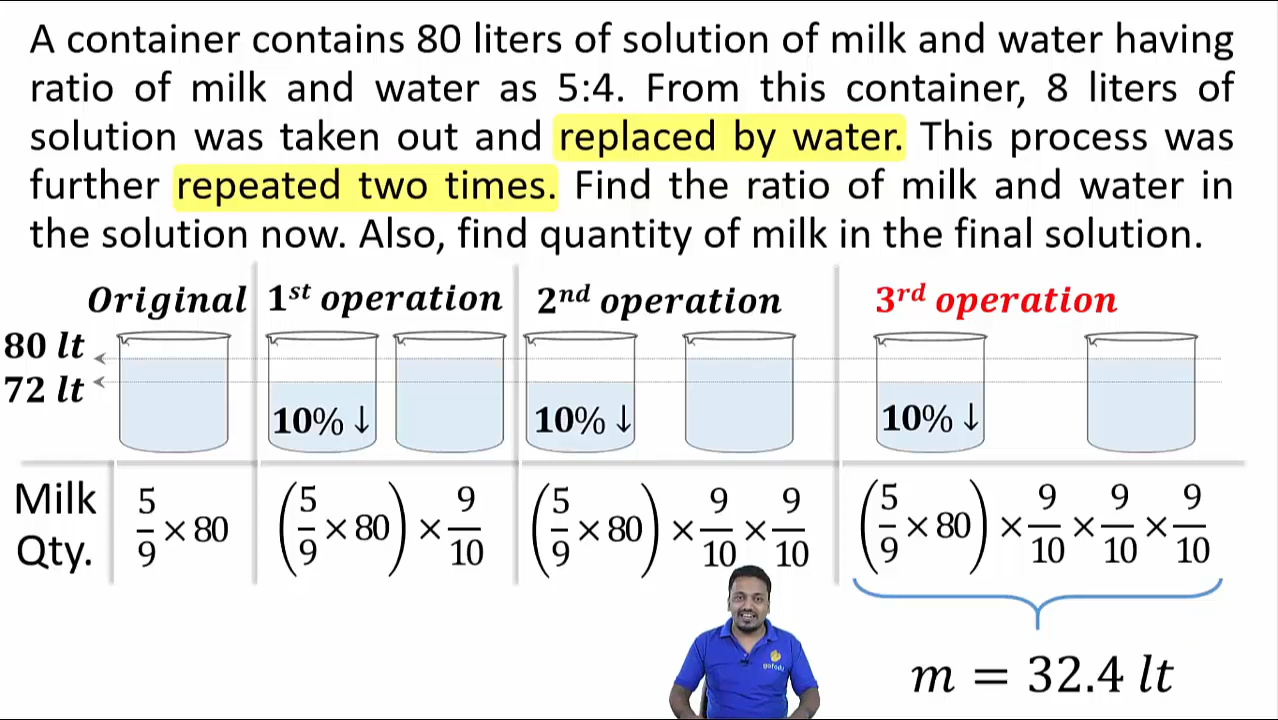 A container contains 80 liters of solution of milk and water having
ratio of milk and water as 5:4. From this container, 8 liters of
solution was taken out and replaced by water. This process was
further repeated two times. Find the ratio of milk and water in
the solution now. Also, find quantity of milk in the final solution.
Original 1st operation 2nd operation 3rd operation
80 lt
72 lt
10% ↓ 10% ↓ 10% ↓
Milk Qty.
5/9 × 80
(5/9 × 80) × 9/10
(5/9 × 80) × 9/10 × 9/10
(5/9 × 80) × 9/10 × 9/10 × 9/10
gofodu
m = 32.4 lt